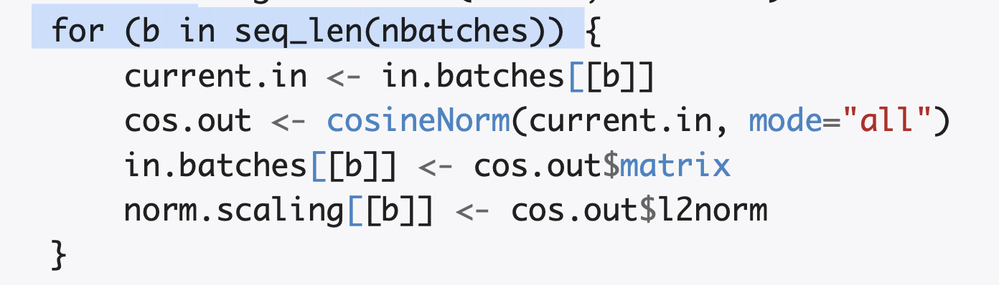 for (b in seq_len(nbatches)) {
    current.in <- in.batches[[b]]
    cos.out <- cosineNorm(current.in, mode="all")
    in.batches[[b]] <- cos.out$matrix
    norm.scaling[[b]] <- cos.out$l2norm
}